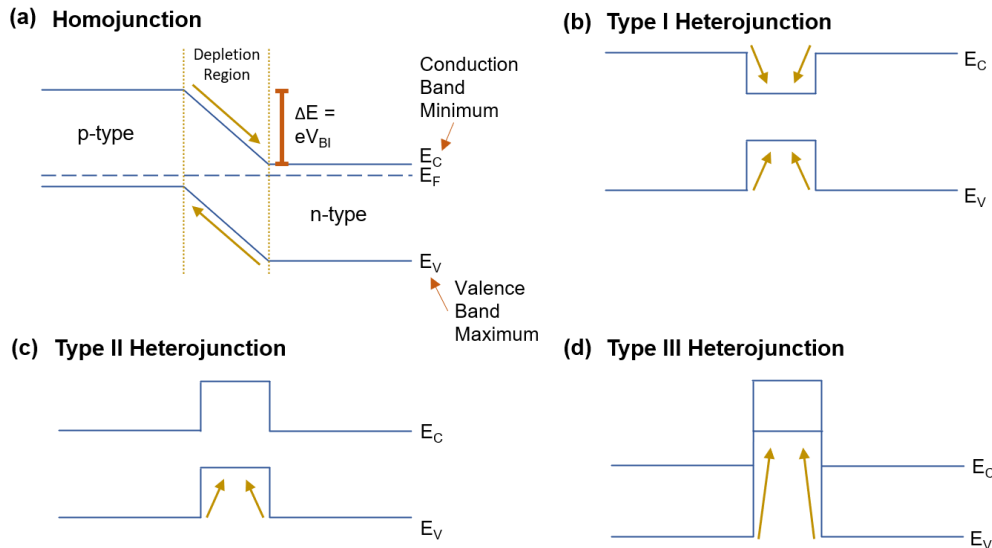 (a) Homojunction
Depletion
Region
p-type
ΔE =
eV_BI
Conduction
Band
Minimum
E_C
E_F
n-type
E_V
Valence
Band
Maximum
(b) Type I Heterojunction
E_C
E_V
(c) Type II Heterojunction
E_C
E_V
(d) Type III Heterojunction
E_C
E_V